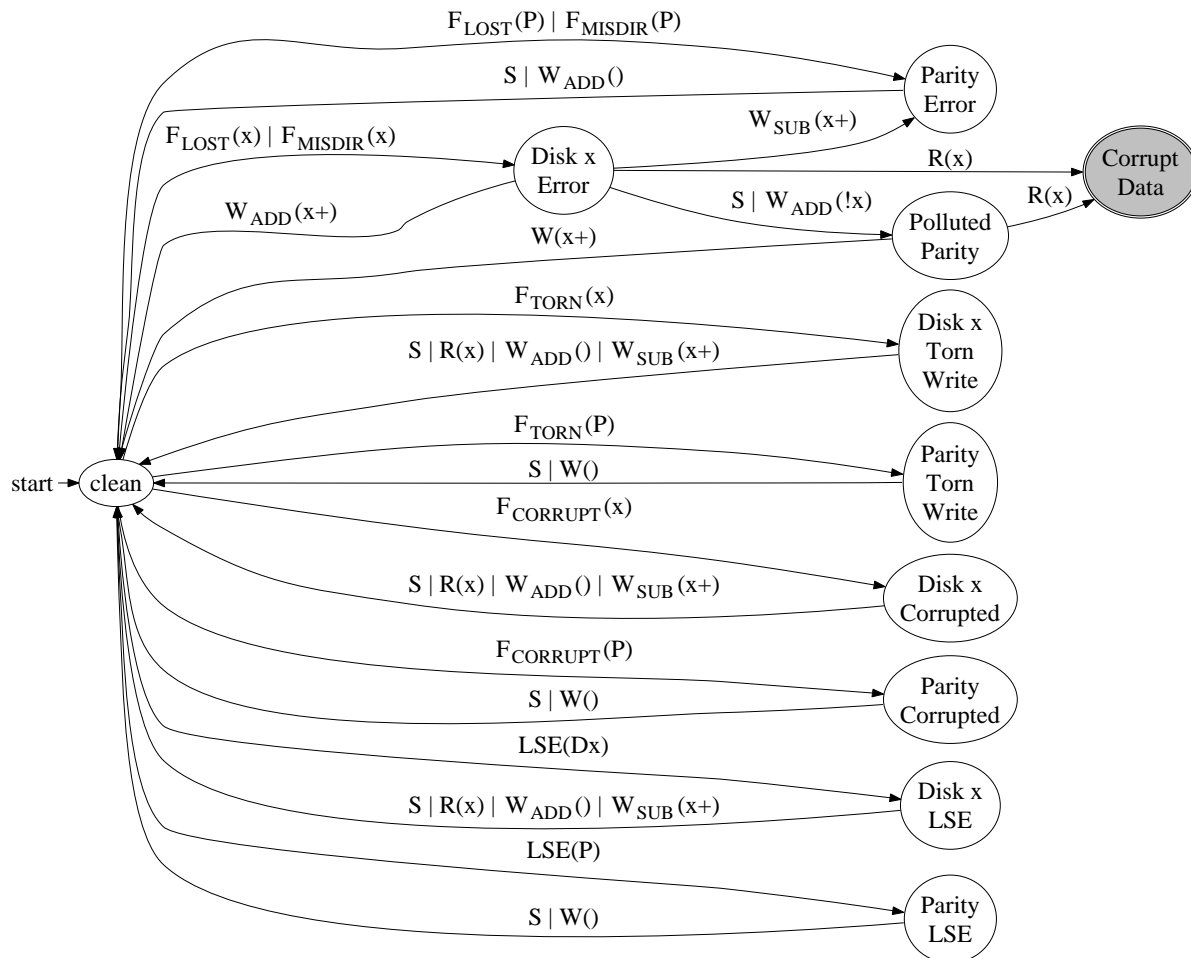 F_LOST(P) | F_MISDIR(P)
S | W_ADD()
Parity
Error
F_LOST(x) | F_MISDIR(x)
W_SUB(x+)
Disk x
Error
R(x)
Corrupt
Data
W_ADD(x+)
S | W_ADD(!x)
R(x)
W(x+)
Polluted
Parity
F_TORN(x)
Disk x
Torn
Write
S | R(x) | W_ADD() | W_SUB(x+)
F_TORN(P)
S | W()
Parity
Torn
Write
start
clean
F_CORRUPT(x)
S | R(x) | W_ADD() | W_SUB(x+)
Disk x
Corrupted
F_CORRUPT(P)
S | W()
Parity
Corrupted
LSE(Dx)
S | R(x) | W_ADD() | W_SUB(x+)
Disk x
LSE
LSE(P)
S | W()
Parity
LSE